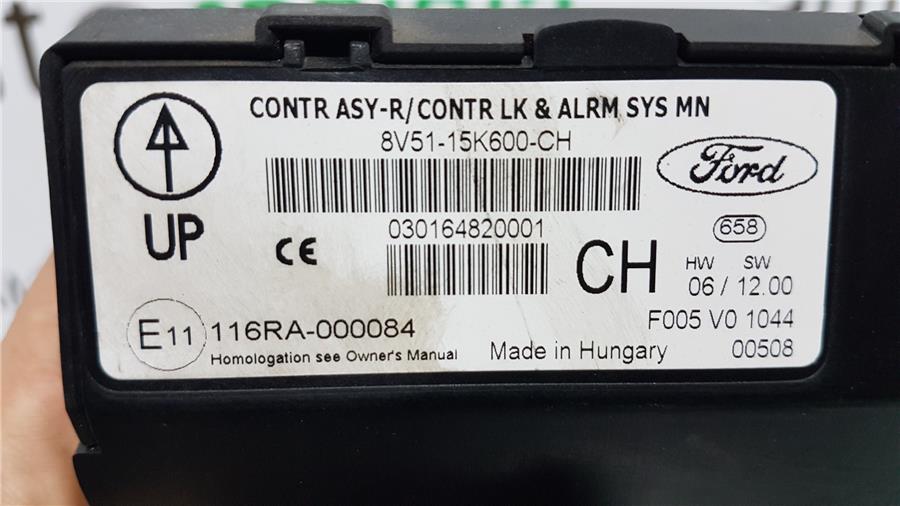 CONTR ASY-R/CONTR LK & ALRM SYS MN
8V51-15K600-CH
Ford
UP
CE
030164820001
CH
658
HW SW
06 / 12.00
E11 116RA-000084
Homologation see Owner's Manual
Made in Hungary
F005 V0 1044
00508